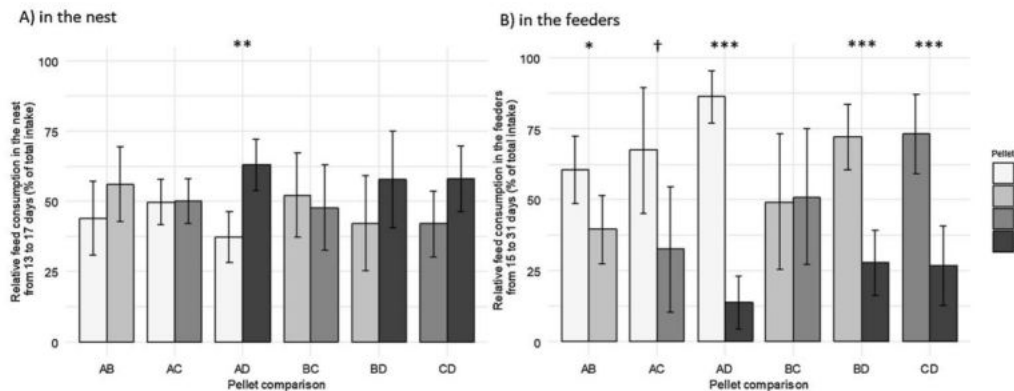 A) in the nest
**
100
75
50
25
0
Relative feed consumption in the nest
from 13 to 17 days (% of total intake)
AB AC AD BC BD CD
Pellet comparison
B) in the feeders
* † *** *** ***
100
75
50
25
0
Relative feed consumption in the feeders
from 15 to 31 days (% of total intake)
AB AC AD BC BD CD
Pellet comparison
Pellet